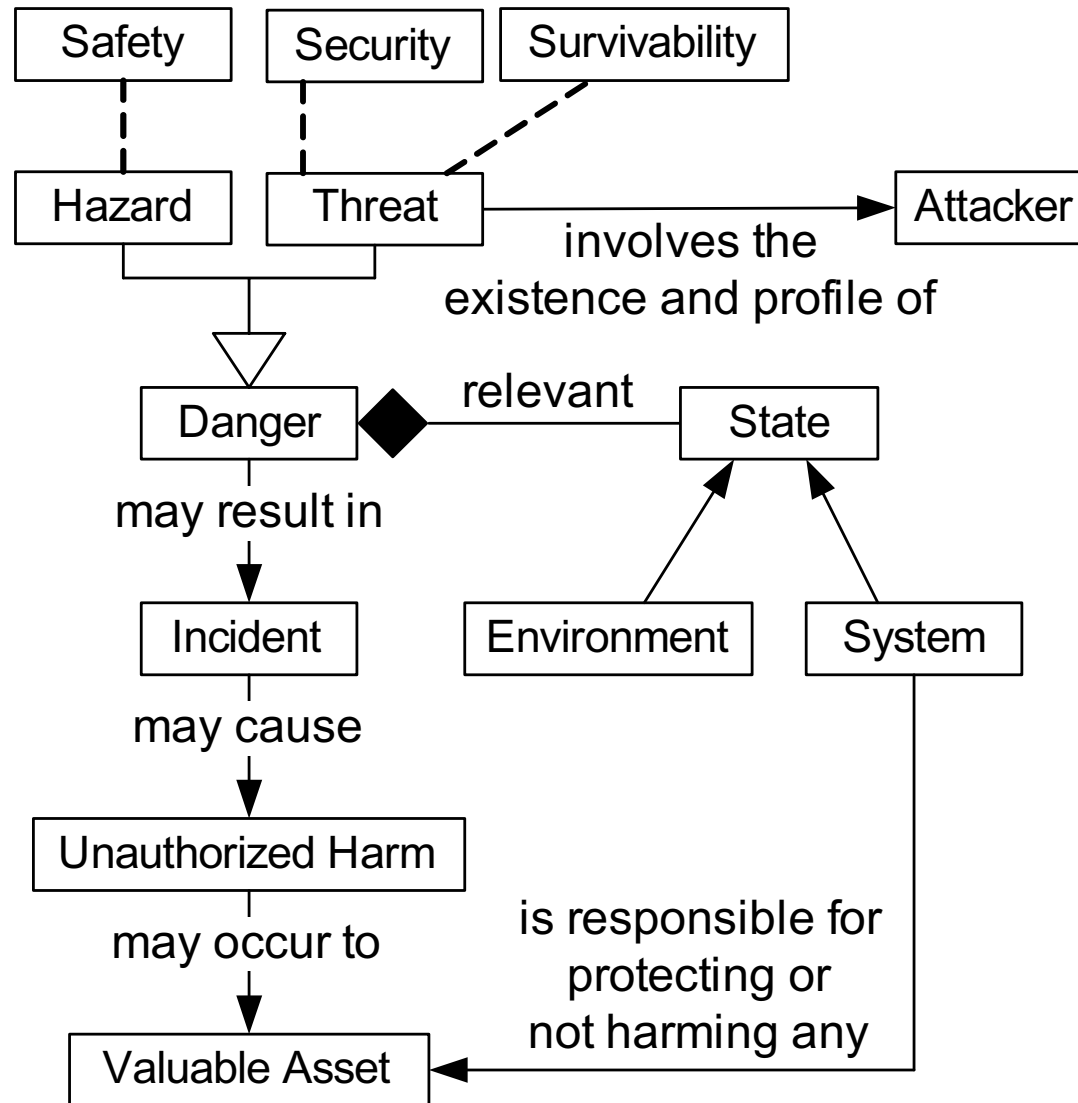 Safety
Security
Survivability
Hazard
Threat
Attacker
involves the
existence and profile of
Danger
relevant
State
may result in
Incident
Environment
System
may cause
Unauthorized Harm
may occur to
is responsible for
protecting or
not harming any
Valuable Asset